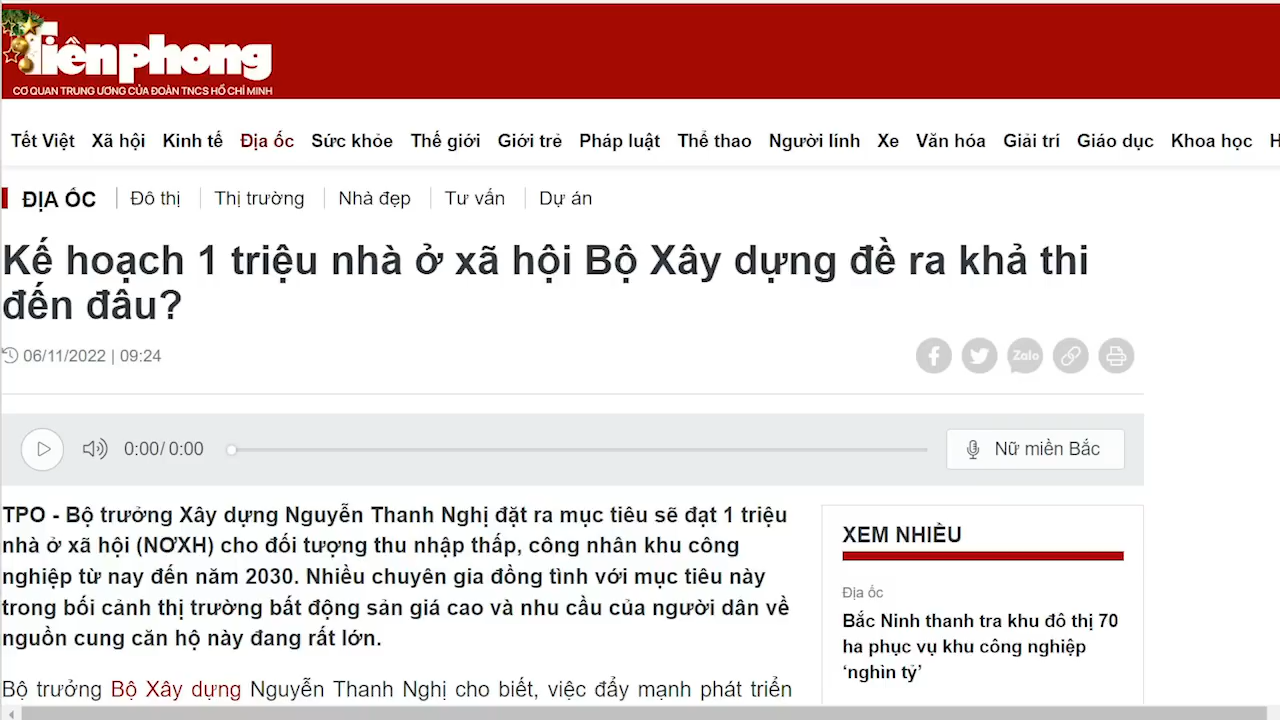 Tiền phong
CƠ QUAN TRUNG ƯƠNG CỦA ĐOÀN TNCS HỒ CHÍ MINH
Tết Việt Xã hội Kinh tế Địa ốc Sức khỏe Thế giới Giới trẻ Pháp luật Thể thao Người lính Xe Văn hóa Giải trí Giáo dục Khoa học H
ĐỊA ỐC Đô thị Thị trường Nhà đẹp Tư vấn Dự án
Kế hoạch 1 triệu nhà ở xã hội Bộ Xây dựng đề ra khả thi
đến đâu?
06/11/2022 | 09:24
Zalo
0:00/ 0:00
Nữ miền Bắc
TPO - Bộ trưởng Xây dựng Nguyễn Thanh Nghị đặt ra mục tiêu sẽ đạt 1 triệu
nhà ở xã hội (NƠXH) cho đối tượng thu nhập thấp, công nhân khu công
nghiệp từ nay đến năm 2030. Nhiều chuyên gia đồng tình với mục tiêu này
trong bối cảnh thị trường bất động sản giá cao và nhu cầu của người dân về
nguồn cung căn hộ này đang rất lớn.
Bộ trưởng Bộ Xây dựng Nguyễn Thanh Nghị cho biết, việc đẩy mạnh phát triển
XEM NHIỀU
Địa ốc
Bắc Ninh thanh tra khu đô thị 70
ha phục vụ khu công nghiệp
‘nghìn tỷ’